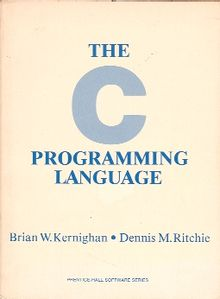 THE
C
PROGRAMMING
LANGUAGE
Brian W. Kernighan • Dennis M. Ritchie
PRENTICE-HALL SOFTWARE SERIES